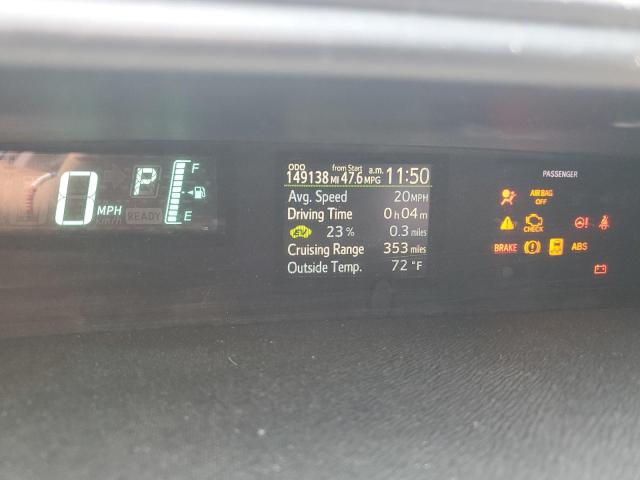 0 MPH
km/h
P
READY
F
E
ODO 149138 MI
from Start 47.6 MPG
a.m. 11:50
Avg. Speed 20 MPH
Driving Time 0 h 04 m
EV 23 % 0.3 miles
Cruising Range 353 miles
Outside Temp. 72 °F
PASSENGER
AIR BAG
OFF
CHECK
BRAKE
ABS